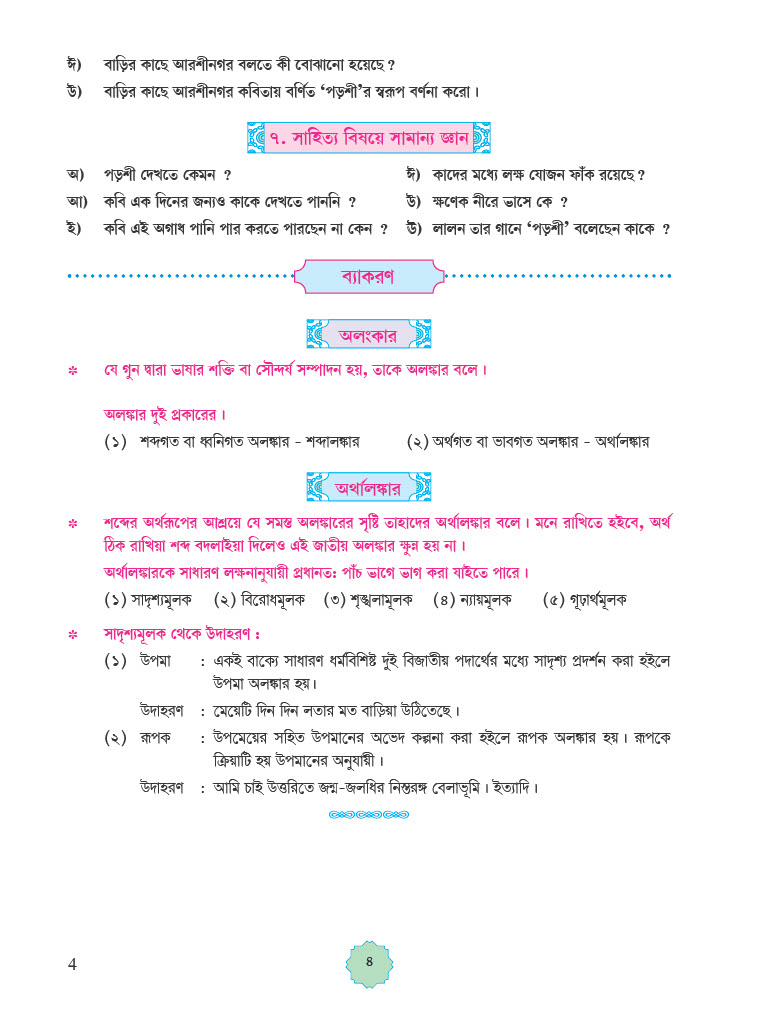 ঈ) বাড়ির কাছে আরশীনগর বলতে কী বোঝানো হয়েছে ?
উ) বাড়ির কাছে আরশীনগর কবিতায় বর্ণিত ‘পড়শী’র স্বরূপ বর্ণনা করো ।
৭. সাহিত্য বিষয়ে সামান্য জ্ঞান
অ) পড়শী দেখতে কেমন ? ঈ) কাদের মধ্যে লক্ষ যোজন ফাঁক রয়েছে ?
আ) কবি এক দিনের জন্যও কাকে দেখতে পাননি ? উ) ক্ষণেক নীরে ভাসে কে ?
ই) কবি এই অগাধ পানি পার করতে পারছেন না কেন ? ঊ) লালন তার গানে ‘পড়শী’ বলেছেন কাকে ?
ব্যাকরণ
অলংকার
* যে গুন দ্বারা ভাষার শক্তি বা সৌন্দর্য সম্পাদন হয়, তাকে অলঙ্কার বলে ।
অলঙ্কার দুই প্রকারের ।
(১) শব্দগত বা ধ্বনিগত অলঙ্কার - শব্দালঙ্কার (২) অর্থগত বা ভাবগত অলঙ্কার - অর্থালঙ্কার
অর্থালঙ্কার
* শব্দের অর্থরূপের আশ্রয়ে যে সমস্ত অলঙ্কারের সৃষ্টি তাহাদের অর্থালঙ্কার বলে । মনে রাখিতে হইবে, অর্থ
ঠিক রাখিয়া শব্দ বদলাইয়া দিলেও এই জাতীয় অলঙ্কার ক্ষুন্ন হয় না ।
অর্থালঙ্কারকে সাধারণ লক্ষনানুযায়ী প্রধানত: পাঁচ ভাগে ভাগ করা যাইতে পারে ।
(১) সাদৃশ্যমূলক (২) বিরোধমূলক (৩) শৃঙ্খলামূলক (৪) ন্যায়মূলক (৫) গূঢ়ার্থমূলক
* সাদৃশ্যমূলক থেকে উদাহরণ :
(১) উপমা : একই বাক্যে সাধারণ ধর্মবিশিষ্ট দুই বিজাতীয় পদার্থের মধ্যে সাদৃশ্য প্রদর্শন করা হইলে
উপমা অলঙ্কার হয়।
উদাহরণ : মেয়েটি দিন দিন লতার মত বাড়িয়া উঠিতেছে ।
(২) রূপক : উপমেয়ের সহিত উপমানের অভেদ কল্পনা করা হইলে রূপক অলঙ্কার হয় । রূপকে
ক্রিয়াটি হয় উপমানের অনুযায়ী ।
উদাহরণ : আমি চাই উত্তরিতে জন্ম-জলধির নিস্তরঙ্গ বেলাভূমি । ইত্যাদি ।
4 ৪